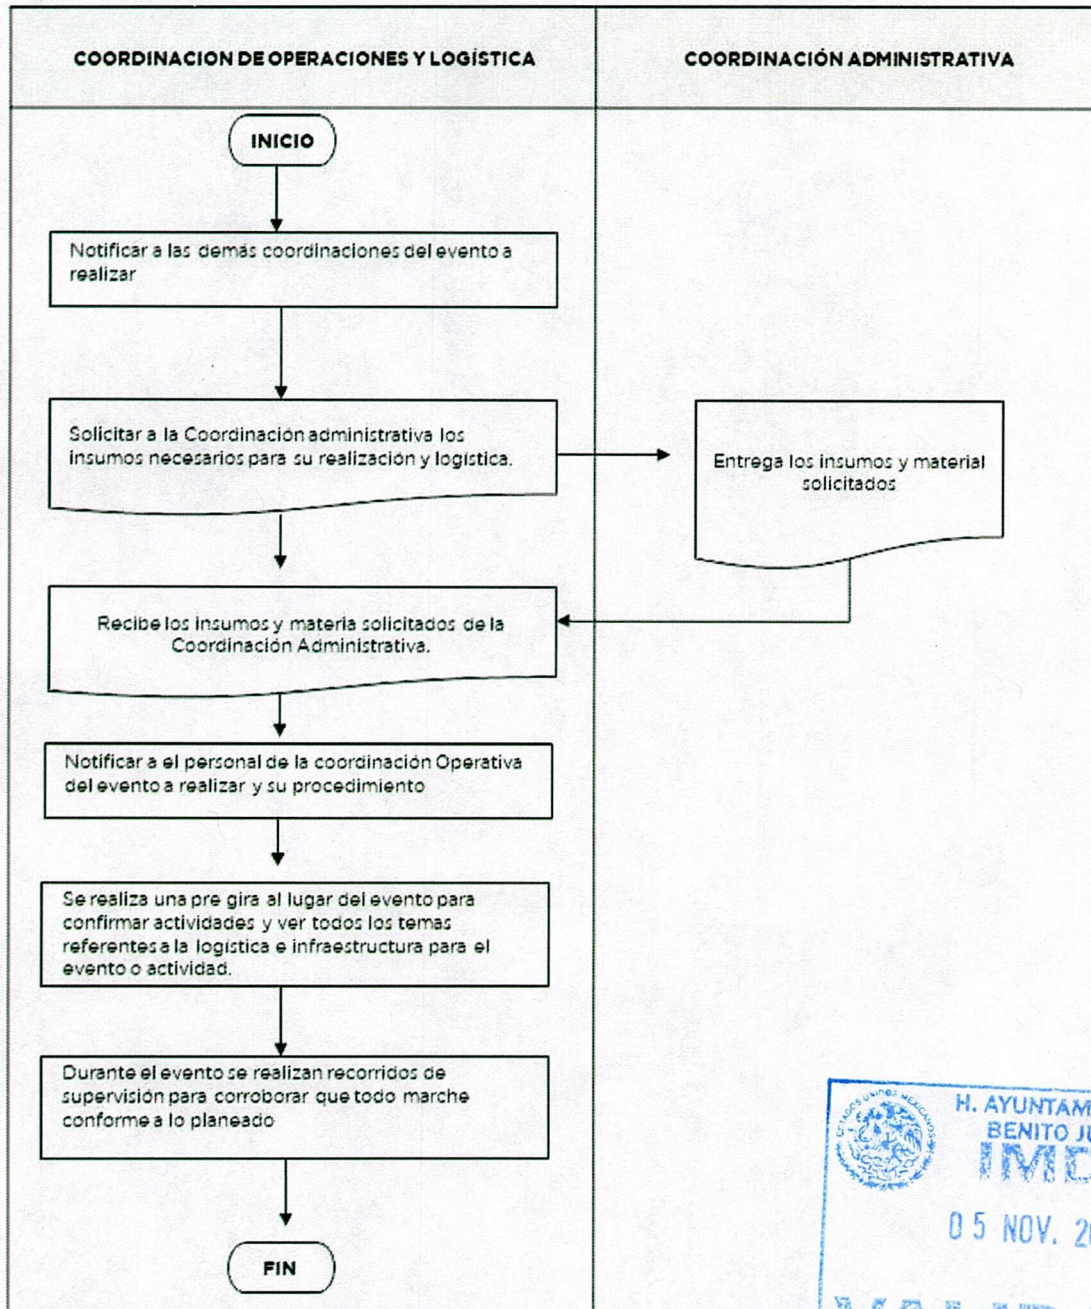 COORDINACION DE OPERACIONES Y LOGÍSTICA
COORDINACIÓN ADMINISTRATIVA
INICIO
Notificar a las demás coordinaciones del evento a
realizar
Solicitar a la Coordinación administrativa los
insumos necesarios para su realización y logística.
Entrega los insumos y material
solicitados
Recibe los insumos y materia solicitados de la
Coordinación Administrativa.
Notificar a el personal de la coordinación Operativa
del evento a realizar y su procedimiento
Se realiza una pre gira al lugar del evento para
confirmar actividades y ver todos los temas
referentes a la logística e infraestructura para el
evento o actividad.
Durante el evento se realizan recorridos de
supervisión para corroborar que todo marche
conforme a lo planeado
FIN
ESTADOS UNIDOS MEXICANOS
H. AYUNTAM
BENITO JU
05 NOV. 20